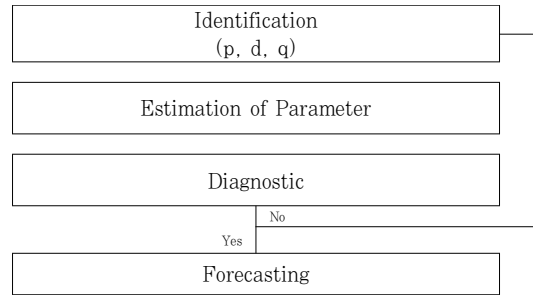 Identification
(p, d, q)
Estimation of Parameter
Diagnostic
No
Yes
Forecasting